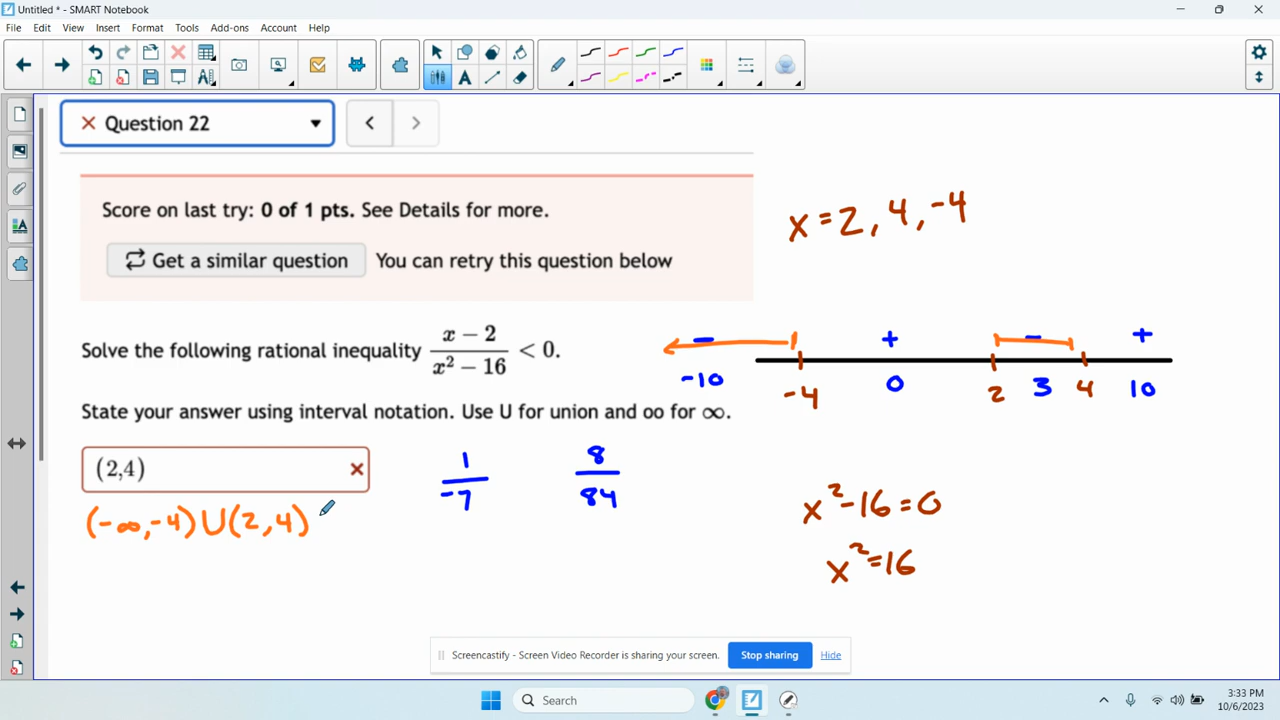 Untitled * - SMART Notebook
File Edit View Insert Format Tools Add-ons Account Help
Question 22
Score on last try: 0 of 1 pts. See Details for more.
Get a similar question You can retry this question below
x = 2, 4, -4
Solve the following rational inequality (x − 2)/(x² − 16) < 0.
State your answer using interval notation. Use U for union and oo for ∞.
− + − +
-10 -4 0 2 3 4 10
(2,4)
1/-7 8/84
(-∞,-4)U(2,4)
x²-16=0
x²=16
Screencastify - Screen Video Recorder is sharing your screen. Stop sharing Hide
Search
3:33 PM
10/6/2023